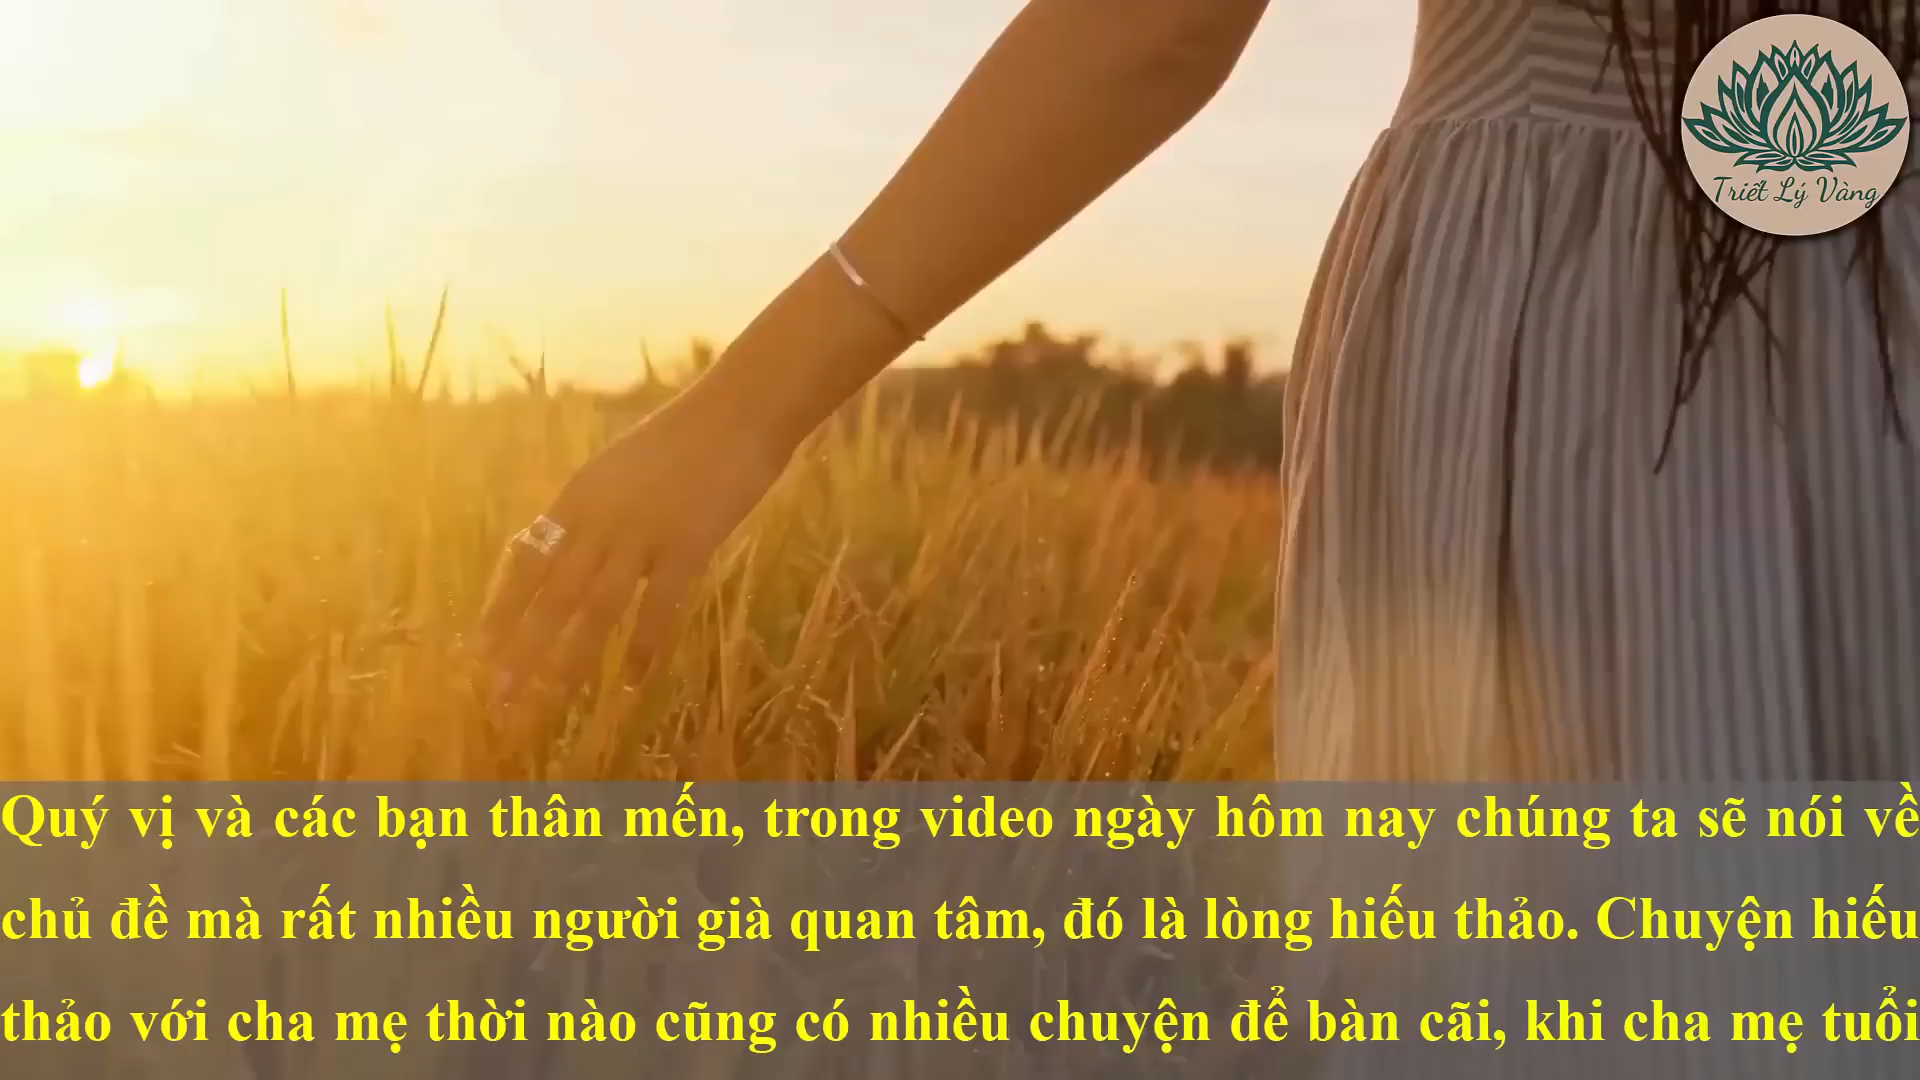 Triết Lý Vàng
Quý vị và các bạn thân mến, trong video ngày hôm nay chúng ta sẽ nói về
chủ đề mà rất nhiều người già quan tâm, đó là lòng hiếu thảo. Chuyện hiếu
thảo với cha mẹ thời nào cũng có nhiều chuyện để bàn cãi, khi cha mẹ tuổi